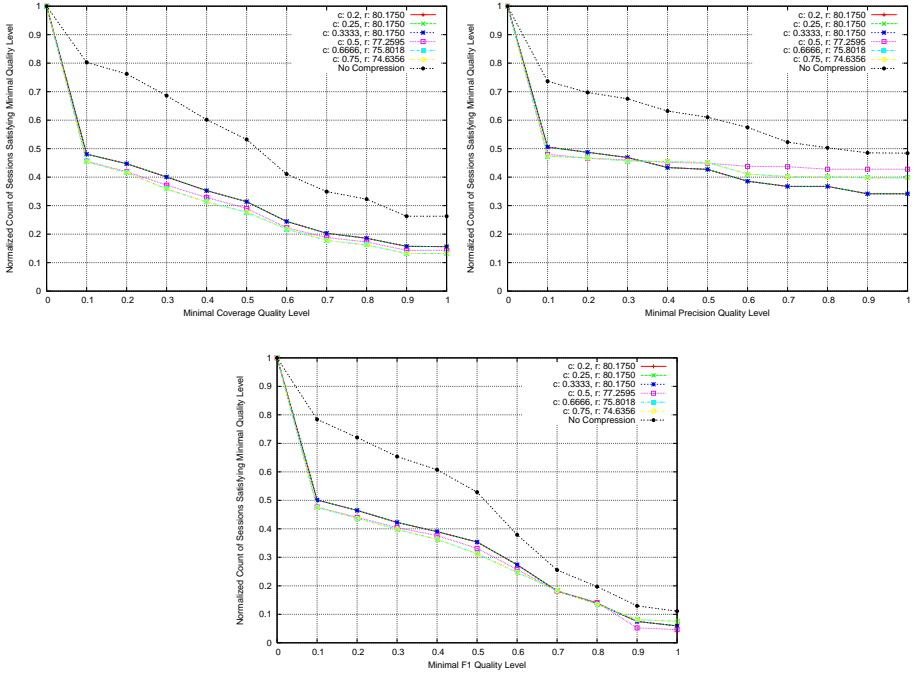 Normalized Count of Sessions Satisfying Minimal Quality Level
1
0.9
0.8
0.7
0.6
0.5
0.4
0.3
0.2
0.1
0
c: 0.2, r: 80.1750
c: 0.25, r: 80.1750
c: 0.3333, r: 80.1750
c: 0.5, r: 77.2595
c: 0.6666, r: 75.8018
c: 0.75, r: 74.6356
No Compression
0 0.1 0.2 0.3 0.4 0.5 0.6 0.7 0.8 0.9 1
Minimal Coverage Quality Level
Normalized Count of Sessions Satisfying Minimal Quality Level
1
0.9
0.8
0.7
0.6
0.5
0.4
0.3
0.2
0.1
0
c: 0.2, r: 80.1750
c: 0.25, r: 80.1750
c: 0.3333, r: 80.1750
c: 0.5, r: 77.2595
c: 0.6666, r: 75.8018
c: 0.75, r: 74.6356
No Compression
0 0.1 0.2 0.3 0.4 0.5 0.6 0.7 0.8 0.9 1
Minimal Precision Quality Level
Normalized Count of Sessions Satisfying Minimal Quality Level
1
0.9
0.8
0.7
0.6
0.5
0.4
0.3
0.2
0.1
0
c: 0.2, r: 80.1750
c: 0.25, r: 80.1750
c: 0.3333, r: 80.1750
c: 0.5, r: 77.2595
c: 0.6666, r: 75.8018
c: 0.75, r: 74.6356
No Compression
0 0.1 0.2 0.3 0.4 0.5 0.6 0.7 0.8 0.9 1
Minimal F1 Quality Level